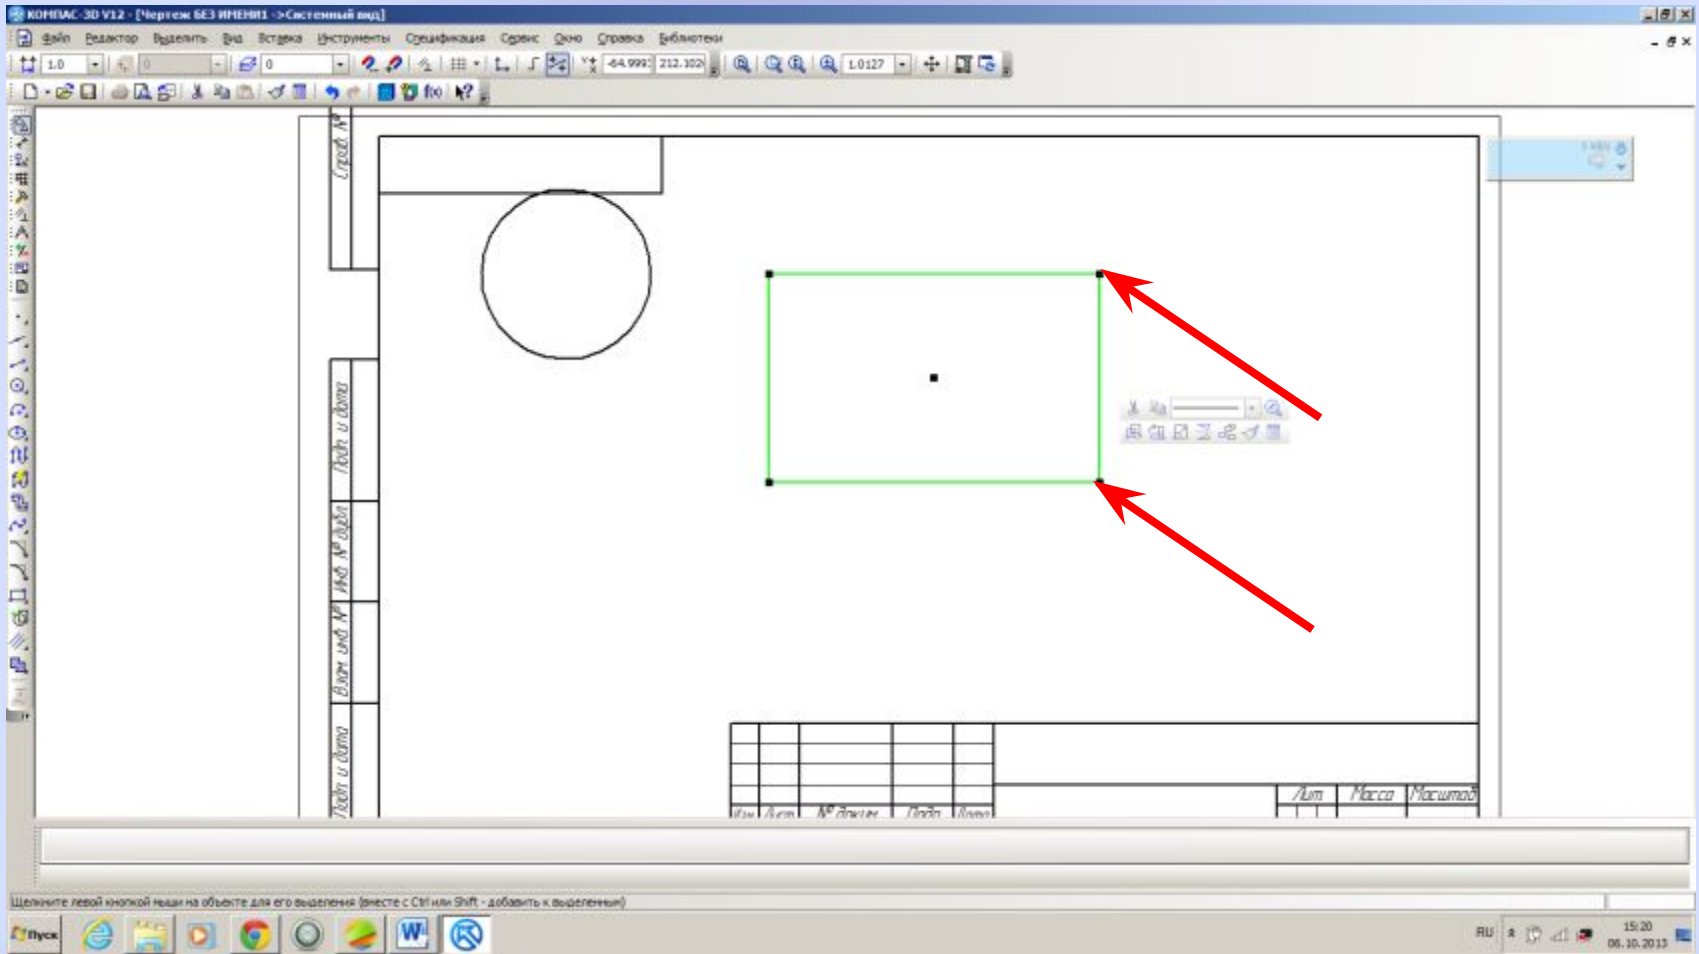 КОМПАС-3D V12 - [Чертеж БЕЗ ИМЕНИ1 ->Системный вид]
Файл Редактор Выделить Вид Вставка Инструменты Спецификация Сервис Окно Справка Библиотеки
1.0 0 0 212.102 1.0127
f(x)
Справ. №
Подп. и дата
Инв. № дубл.
Взам. инв. №
Подп. и дата
Лит. Масса Масштаб
Изм. Лист № докум. Подп. Дата
Щелкните левой кнопкой мыши на объекте для его выделения (вместе с Ctrl или Shift - добавить к выделенным)
Пуск
RU
15:20
06.10.2013